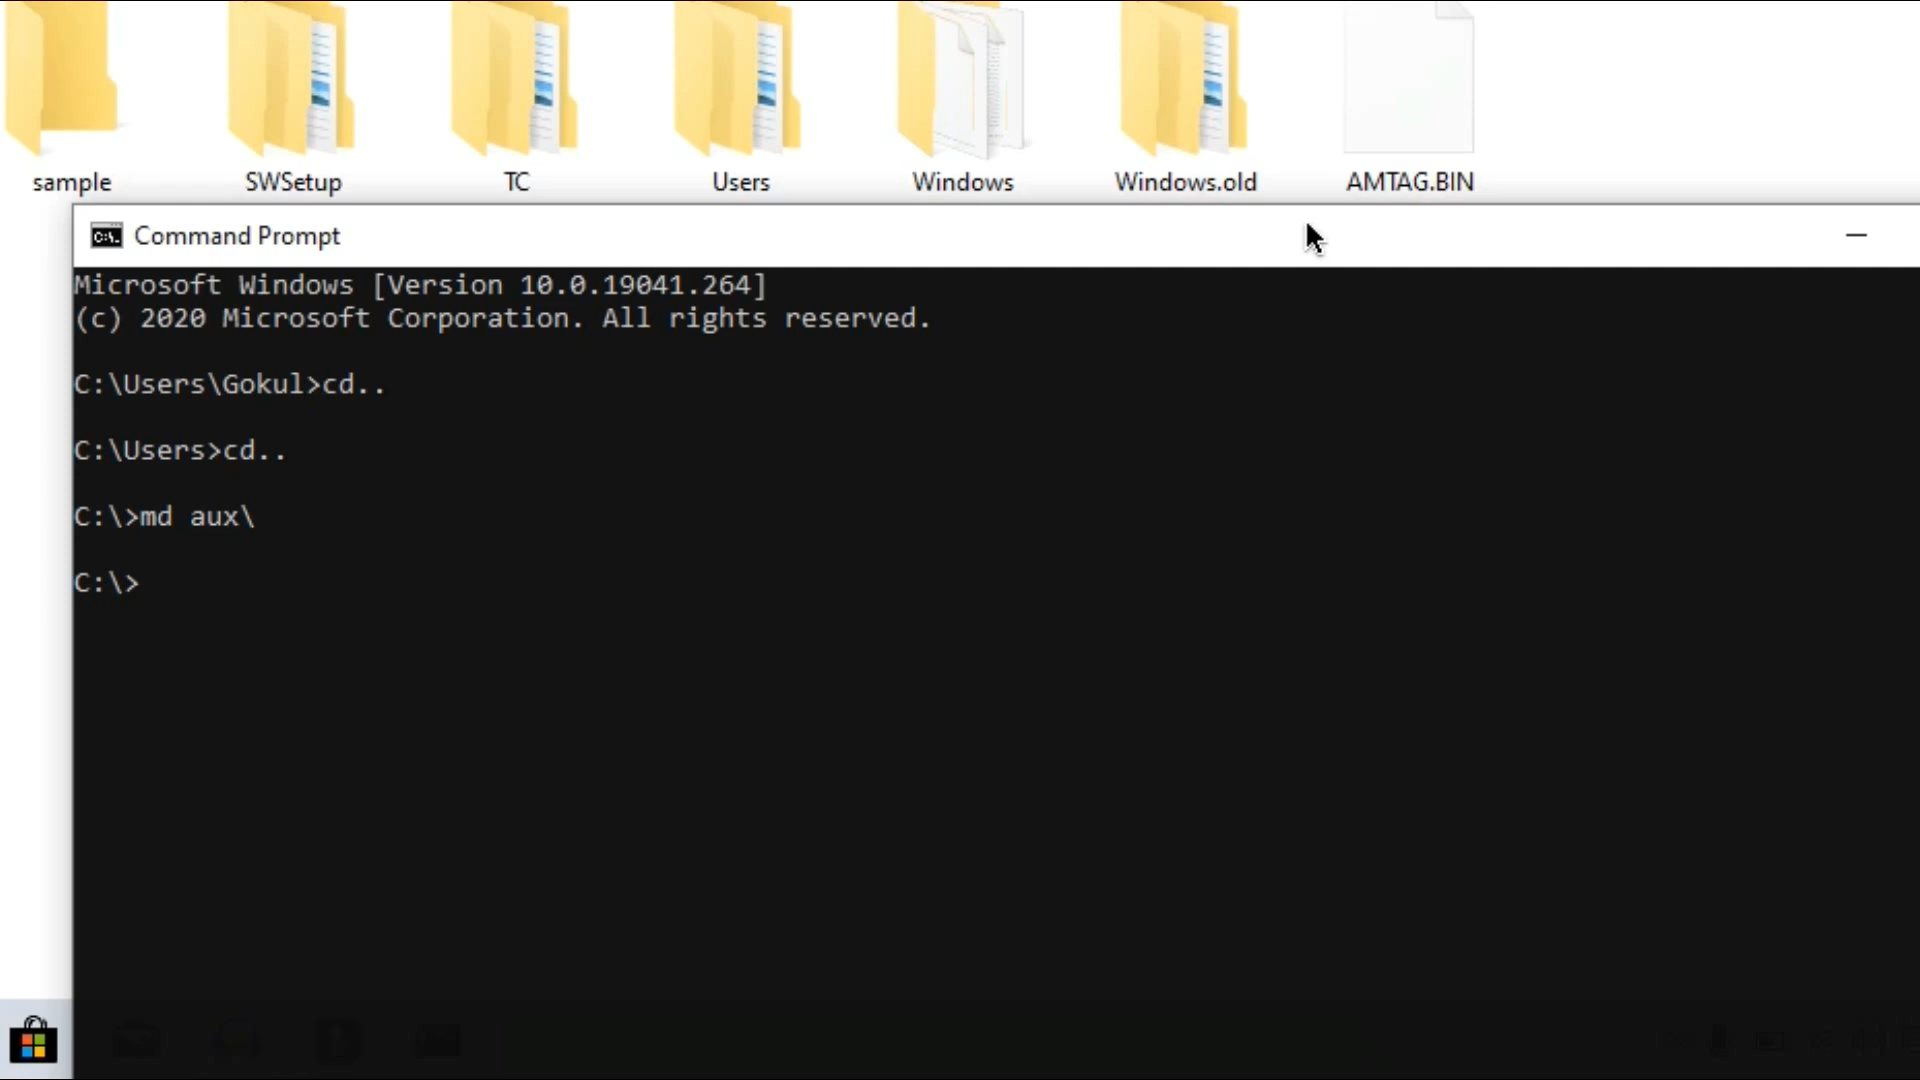 sample
SWSetup
TC
Users
Windows
Windows.old
AMTAG.BIN
Command Prompt
Microsoft Windows [Version 10.0.19041.264]
(c) 2020 Microsoft Corporation. All rights reserved.
C:\Users\Gokul>cd..
C:\Users>cd..
C:\>md aux\
C:\>